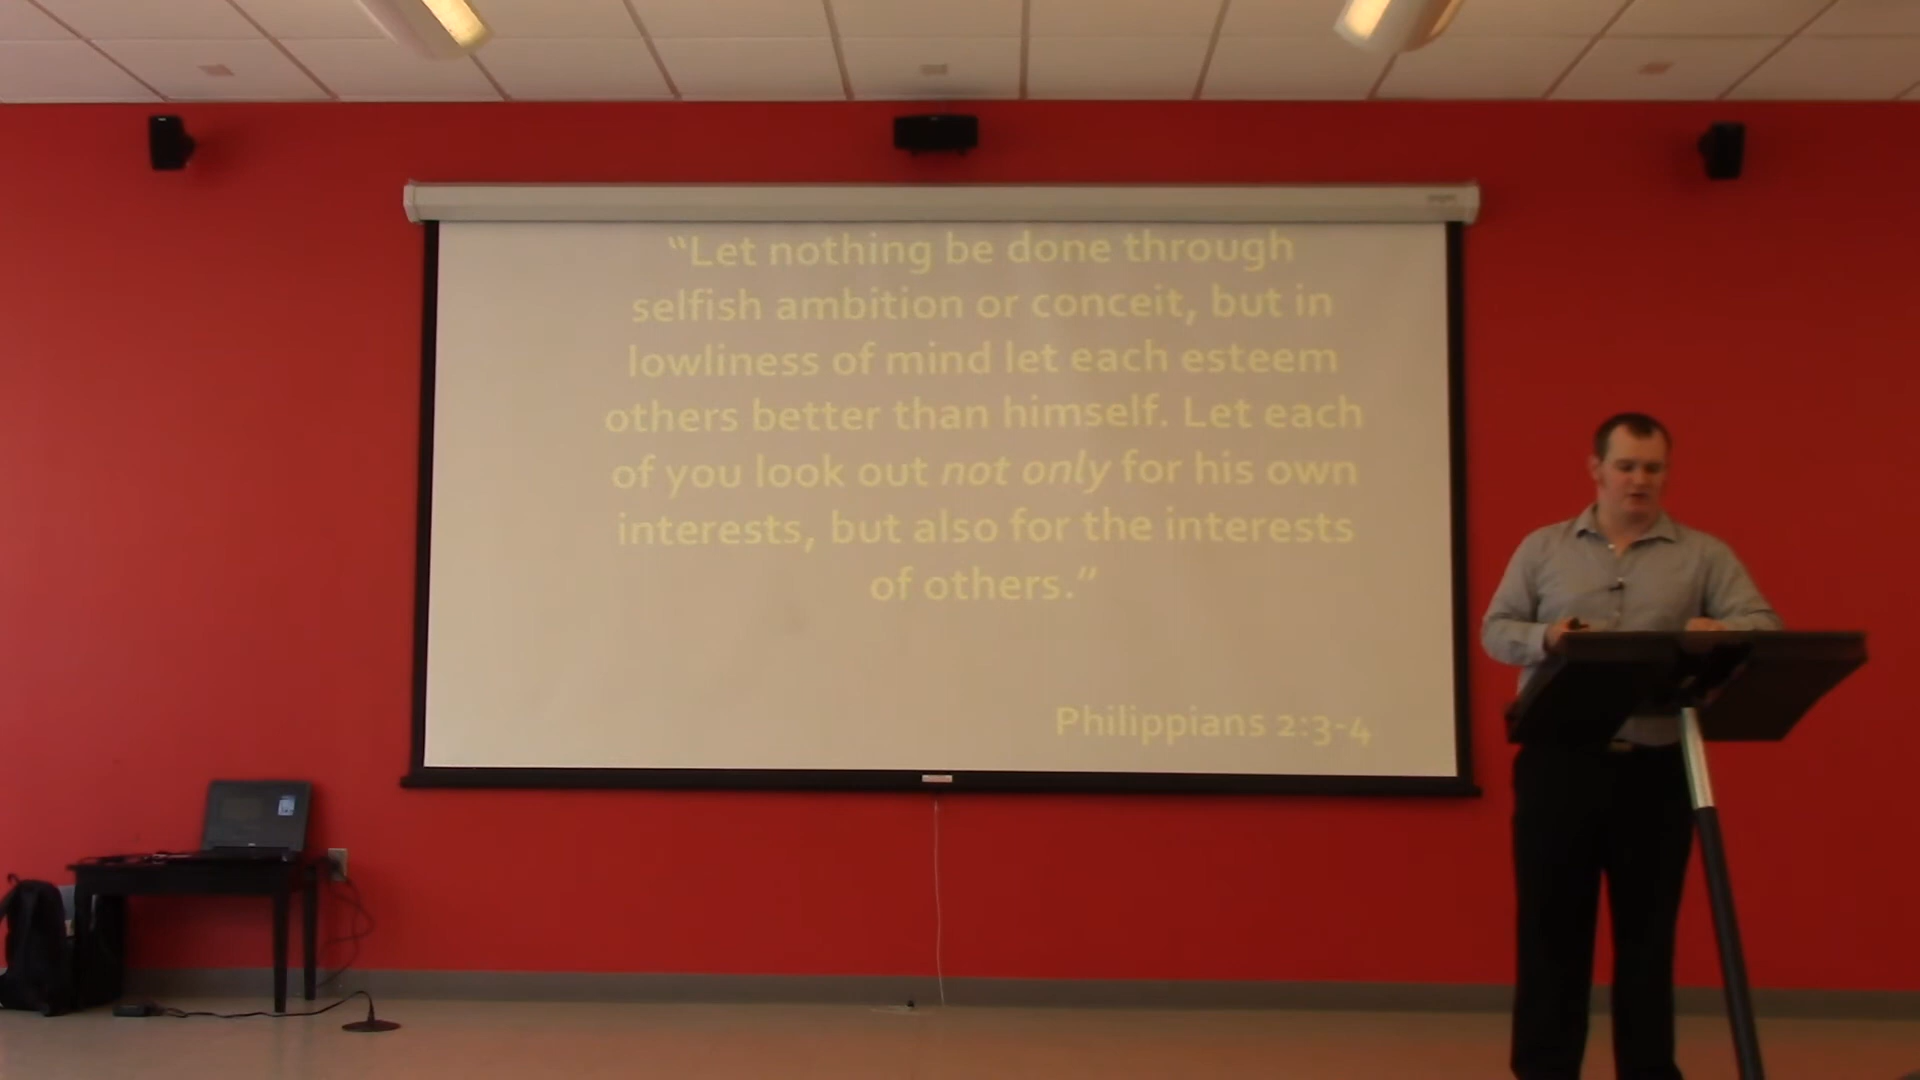 “Let nothing be done through
selfish ambition or conceit, but in
lowliness of mind let each esteem
others better than himself. Let each
of you look out not only for his own
interests, but also for the interests
of others.”
Philippians 2:3-4